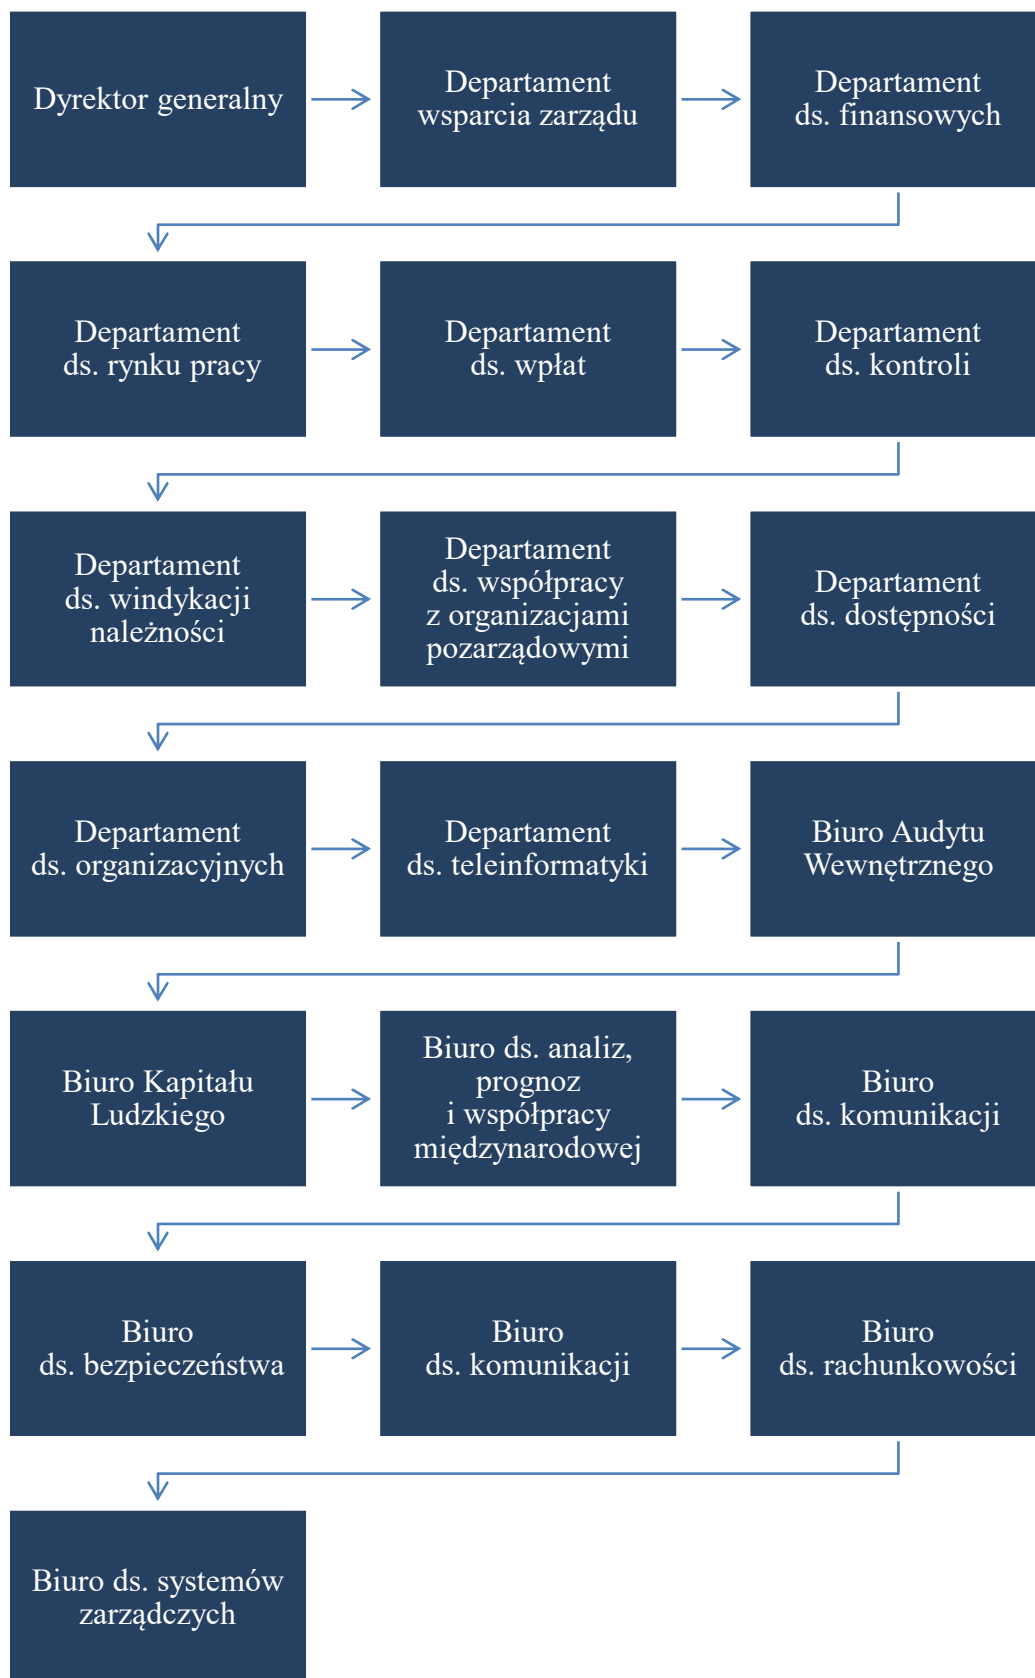 Dyrektor generalny
Departament
wsparcia zarządu
Departament
ds. finansowych
Departament
ds. rynku pracy
Departament
ds. wpłat
Departament
ds. kontroli
Departament
ds. windykacji
należności
Departament
ds. współpracy
z organizacjami
pozarządowymi
Departament
ds. dostępności
Departament
ds. organizacyjnych
Departament
ds. teleinformatyki
Biuro Audytu
Wewnętrznego
Biuro Kapitału
Ludzkiego
Biuro ds. analiz,
prognoz
i współpracy
międzynarodowej
Biuro
ds. komunikacji
Biuro
ds. bezpieczeństwa
Biuro
ds. komunikacji
Biuro
ds. rachunkowości
Biuro ds. systemów
zarządczych